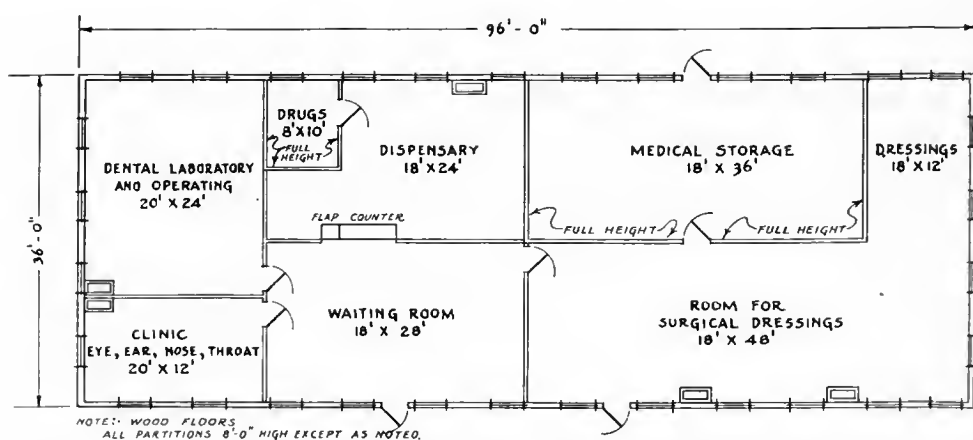 96'-0"
36'-0"
DENTAL LABORATORY
AND OPERATING
20' X 24'
DRUGS
8'X10'
FULL
HEIGHT
DISPENSARY
18' X 24'
FLAP COUNTER
MEDICAL STORAGE
18' X 36'
FULL HEIGHT
FULL HEIGHT
DRESSINGS
18' X 12'
CLINIC
EYE, EAR, NOSE, THROAT
20' X 12'
WAITING ROOM
18' X 28'
ROOM FOR
SURGICAL DRESSINGS
18' X 48'
NOTE:- WOOD FLOORS
ALL PARTITIONS 8'-0" HIGH EXCEPT AS NOTED.